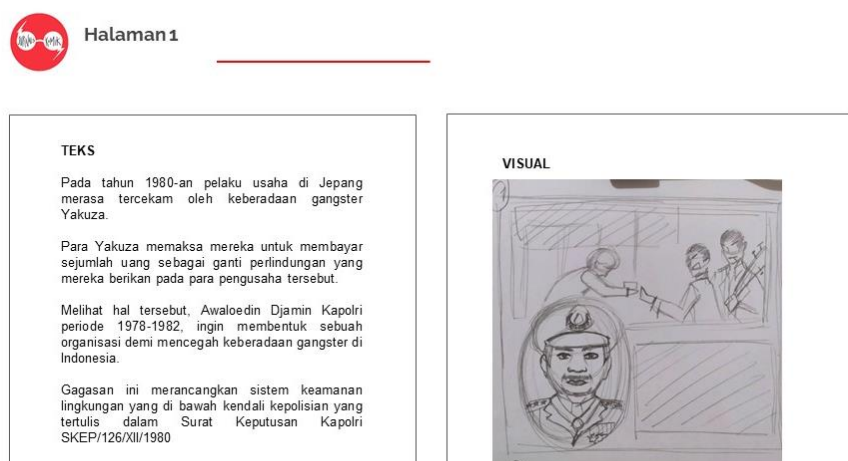 Halaman 1
TEKS
Pada tahun 1980-an pelaku usaha di Jepang
merasa tercekam oleh keberadaan gangster
Yakuza.
Para Yakuza memaksa mereka untuk membayar
sejumlah uang sebagai ganti perlindungan yang
mereka berikan pada para pengusaha tersebut.
Melihat hal tersebut, Awaloedin Djamin Kapolri
periode 1978-1982, ingin membentuk sebuah
organisasi demi mencegah keberadaan gangster di
Indonesia.
Gagasan ini merancangkan sistem keamanan
lingkungan yang di bawah kendali kepolisian yang
tertulis dalam Surat Keputusan Kapolri
SKEP/126/XII/1980
VISUAL
1